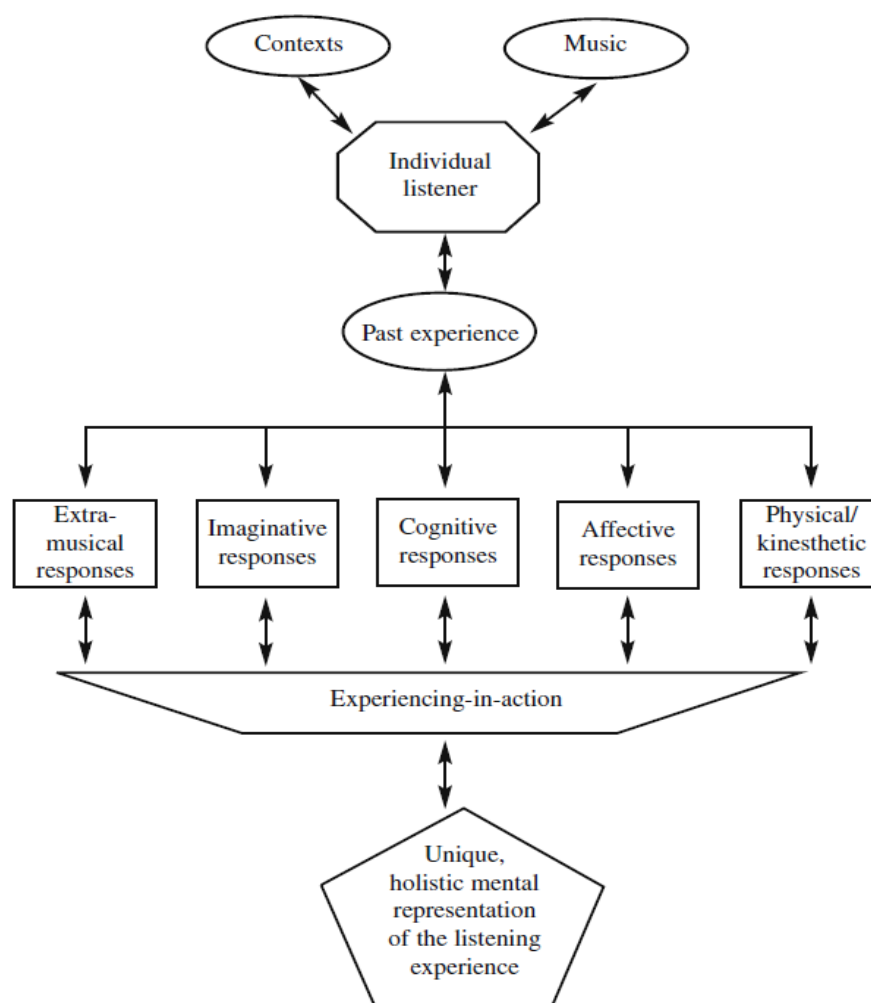 Contexts
Music
Individual
listener
Past experience
Extra-
musical
responses
Imaginative
responses
Cognitive
responses
Affective
responses
Physical/
kinesthetic
responses
Experiencing-in-action
Unique,
holistic mental
representation
of the listening
experience